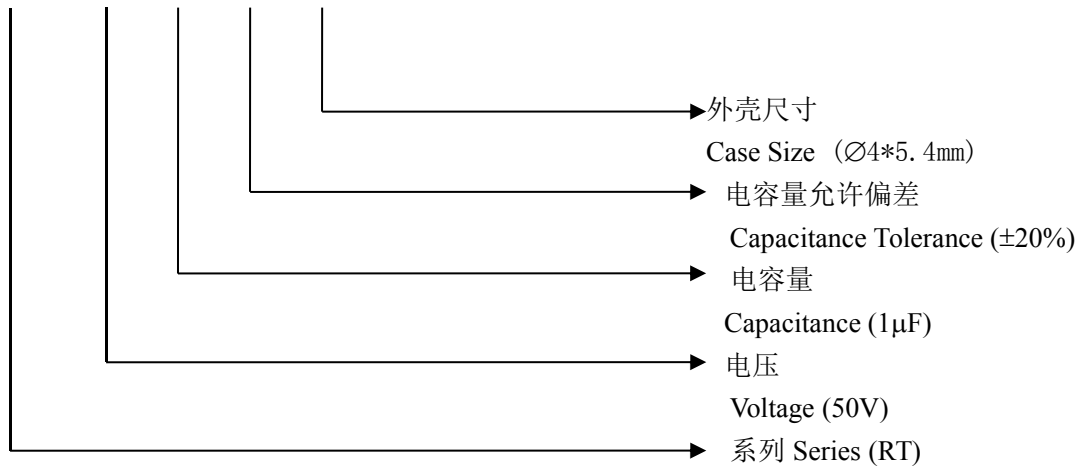 外壳尺寸
Case Size （∅4*5.4mm）
电容量允许偏差
Capacitance Tolerance (±20%)
电容量
Capacitance (1μF)
电压
Voltage (50V)
系列 Series (RT)